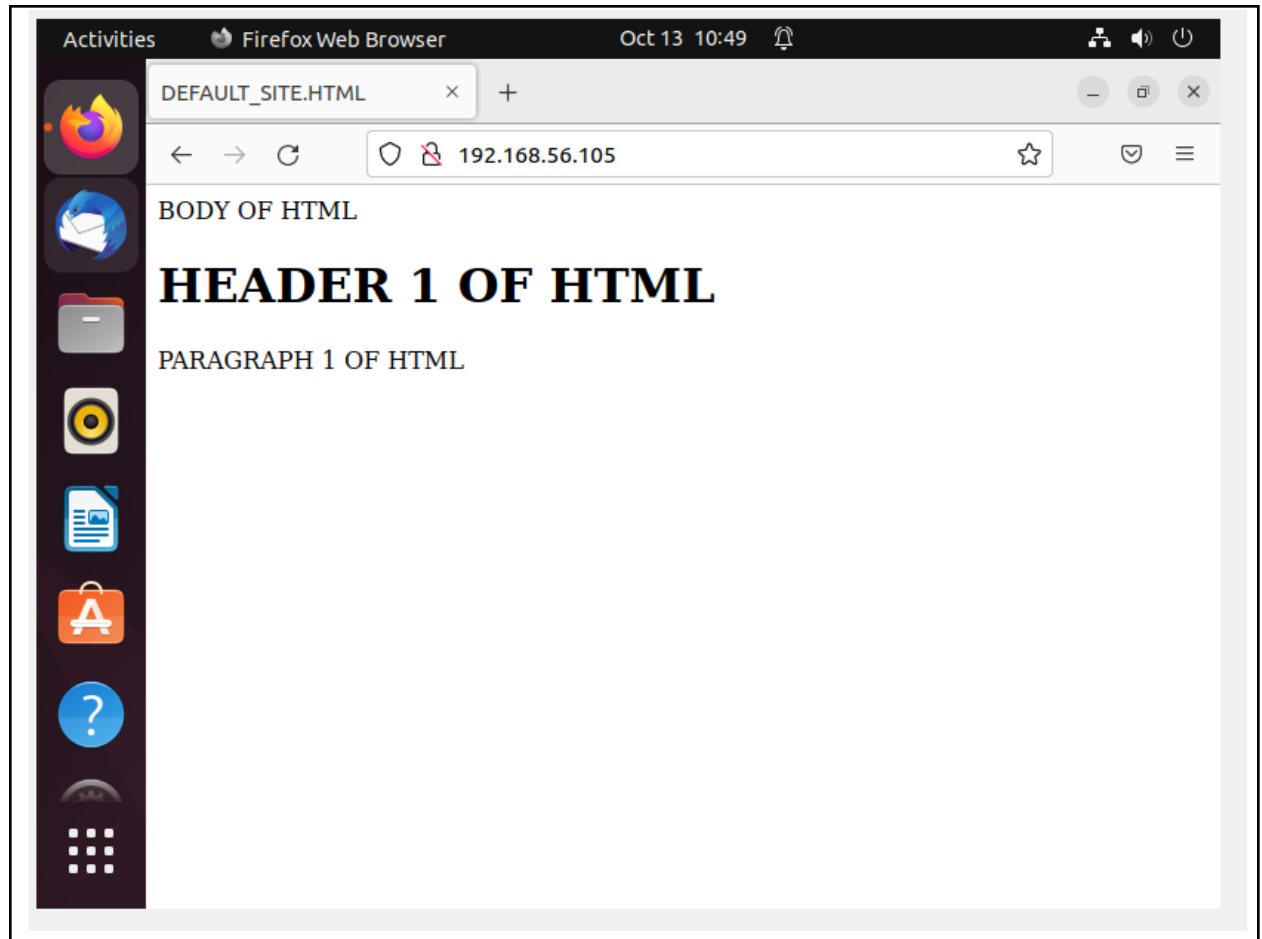 Activities Firefox Web Browser Oct 13 10:49
DEFAULT_SITE.HTML
192.168.56.105
BODY OF HTML
HEADER 1 OF HTML
PARAGRAPH 1 OF HTML